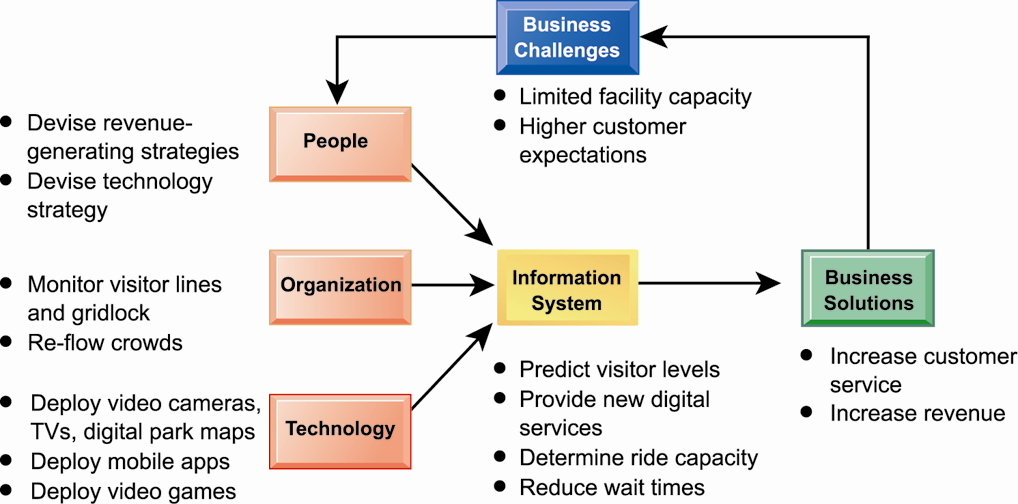 Business
Challenges
• Limited facility capacity
• Higher customer
expectations
People
• Devise revenue-
generating strategies
• Devise technology
strategy
Organization
• Monitor visitor lines
and gridlock
• Re-flow crowds
Technology
• Deploy video cameras,
TVs, digital park maps
• Deploy mobile apps
• Deploy video games
Information
System
• Predict visitor levels
• Provide new digital
services
• Determine ride capacity
• Reduce wait times
Business
Solutions
• Increase customer
service
• Increase revenue